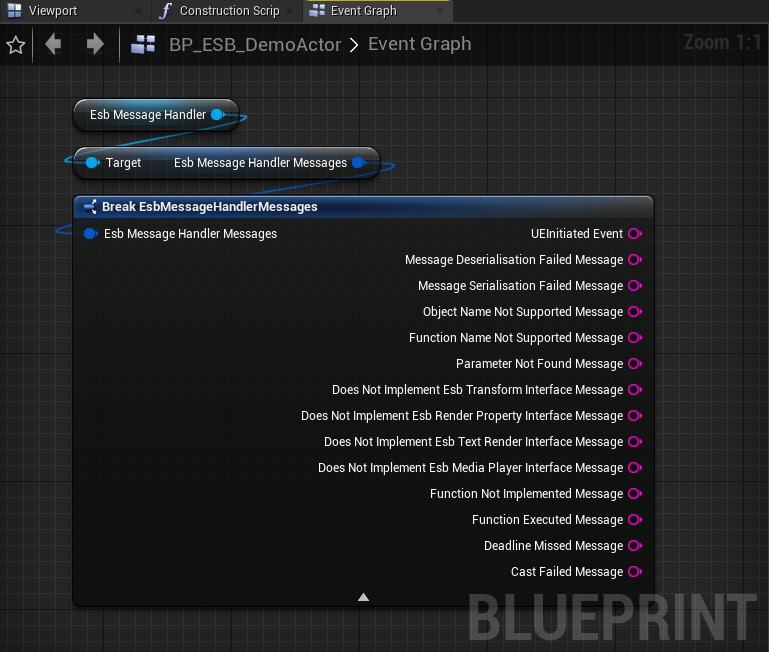 Viewport
Construction Scrip
Event Graph
BP_ESB_DemoActor > Event Graph
Zoom 1:1
Esb Message Handler
Target Esb Message Handler Messages
Break EsbMessageHandlerMessages
Esb Message Handler Messages UEInitiated Event
Message Deserialisation Failed Message
Message Serialisation Failed Message
Object Name Not Supported Message
Function Name Not Supported Message
Parameter Not Found Message
Does Not Implement Esb Transform Interface Message
Does Not Implement Esb Render Property Interface Message
Does Not Implement Esb Text Render Interface Message
Does Not Implement Esb Media Player Interface Message
Function Not Implemented Message
Function Executed Message
Deadline Missed Message
Cast Failed Message
BLUEPRINT